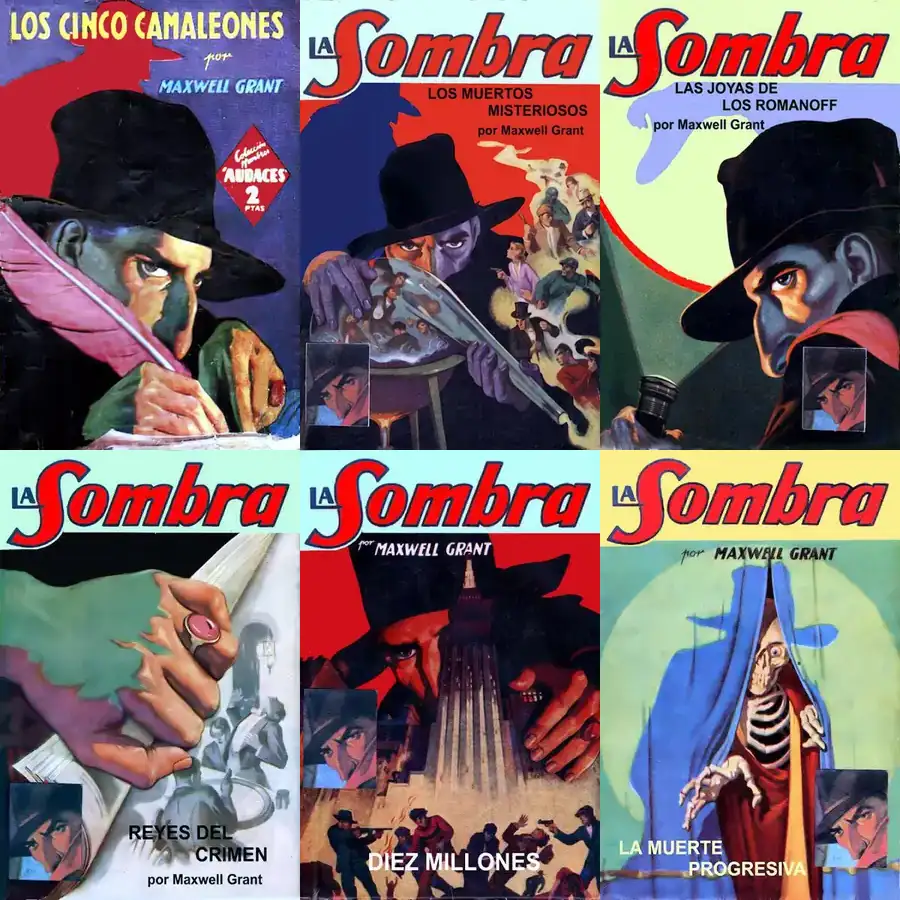 LOS CINCO CAMALEONES
por
MAXWELL GRANT
Colección
Hombres
AUDACES
2
PTAS
LA Sombra
LOS MUERTOS
MISTERIOSOS
por Maxwell Grant
LA Sombra
LAS JOYAS DE
LOS ROMANOFF
por Maxwell Grant
LA Sombra
REYES DEL
CRIMEN
por Maxwell Grant
LA Sombra
por MAXWELL GRANT
DIEZ MILLONES
LA Sombra
por MAXWELL GRANT
LA MUERTE
PROGRESIVA